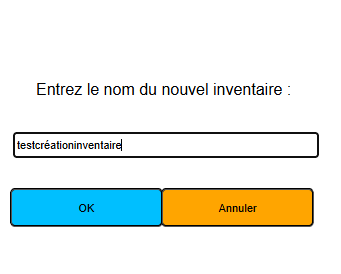 Entrez le nom du nouvel inventaire :
testcréationinventaire
OK
Annuler